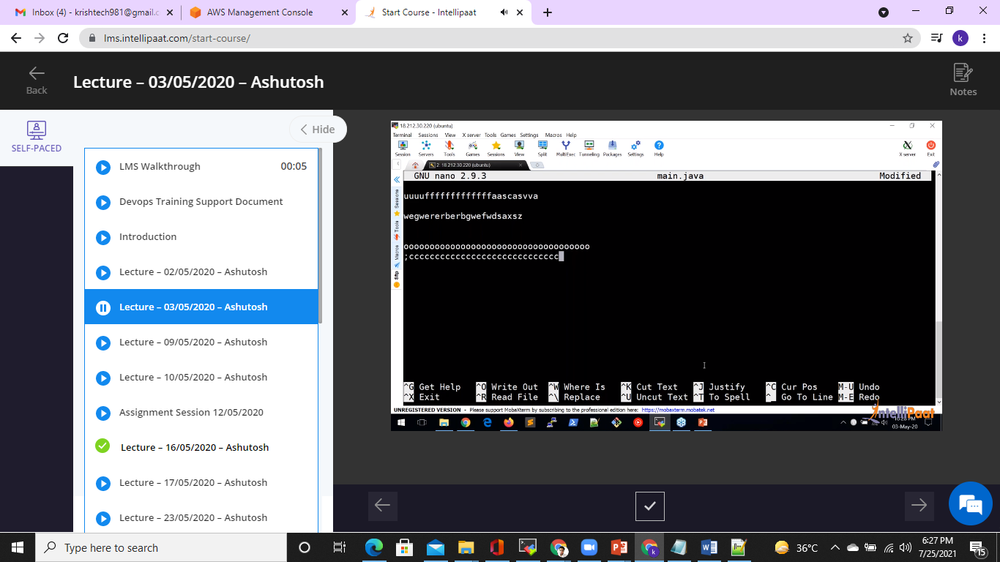 Inbox (4) - krishtech981@gmail.c
AWS Management Console
Start Course - Intellipaat
lms.intellipaat.com/start-course/
k
Back
Lecture – 03/05/2020 – Ashutosh
Notes
SELF-PACED
Hide
LMS Walkthrough 00:05
Devops Training Support Document
Introduction
Lecture – 02/05/2020 – Ashutosh
Lecture – 03/05/2020 – Ashutosh
Lecture – 09/05/2020 – Ashutosh
Lecture – 10/05/2020 – Ashutosh
Assignment Session 12/05/2020
Lecture – 16/05/2020 – Ashutosh
Lecture – 17/05/2020 – Ashutosh
Lecture – 23/05/2020 – Ashutosh
18.212.30.220 (ubuntu)
Terminal Sessions View X server Tools Games Settings Macros Help
Session Servers Tools Games Sessions View Split MultiExec Tunneling Packages Settings Help X server Exit
2. 18.212.30.220 (ubuntu)
Sessions
Tools
Macros
Sftp
GNU nano 2.9.3 main.java Modified
uuuufffffffffffffaascasvva
wegwererberbgwefwdsaxsz
oooooooooooooooooooooooooooooooooooo
;ccccccccccccccccccccccccccccc
^G Get Help ^O Write Out ^W Where Is ^K Cut Text ^J Justify ^C Cur Pos M-U Undo
^X Exit ^R Read File ^\ Replace ^U Uncut Text ^T To Spell ^_ Go To Line M-E Redo
UNREGISTERED VERSION - Please support MobaXterm by subscribing to the professional edition here: https://mobaxterm.mobatek.net
IntelliPaat
03-May-20
Type here to search
36°C
6:27 PM
7/25/2021
15